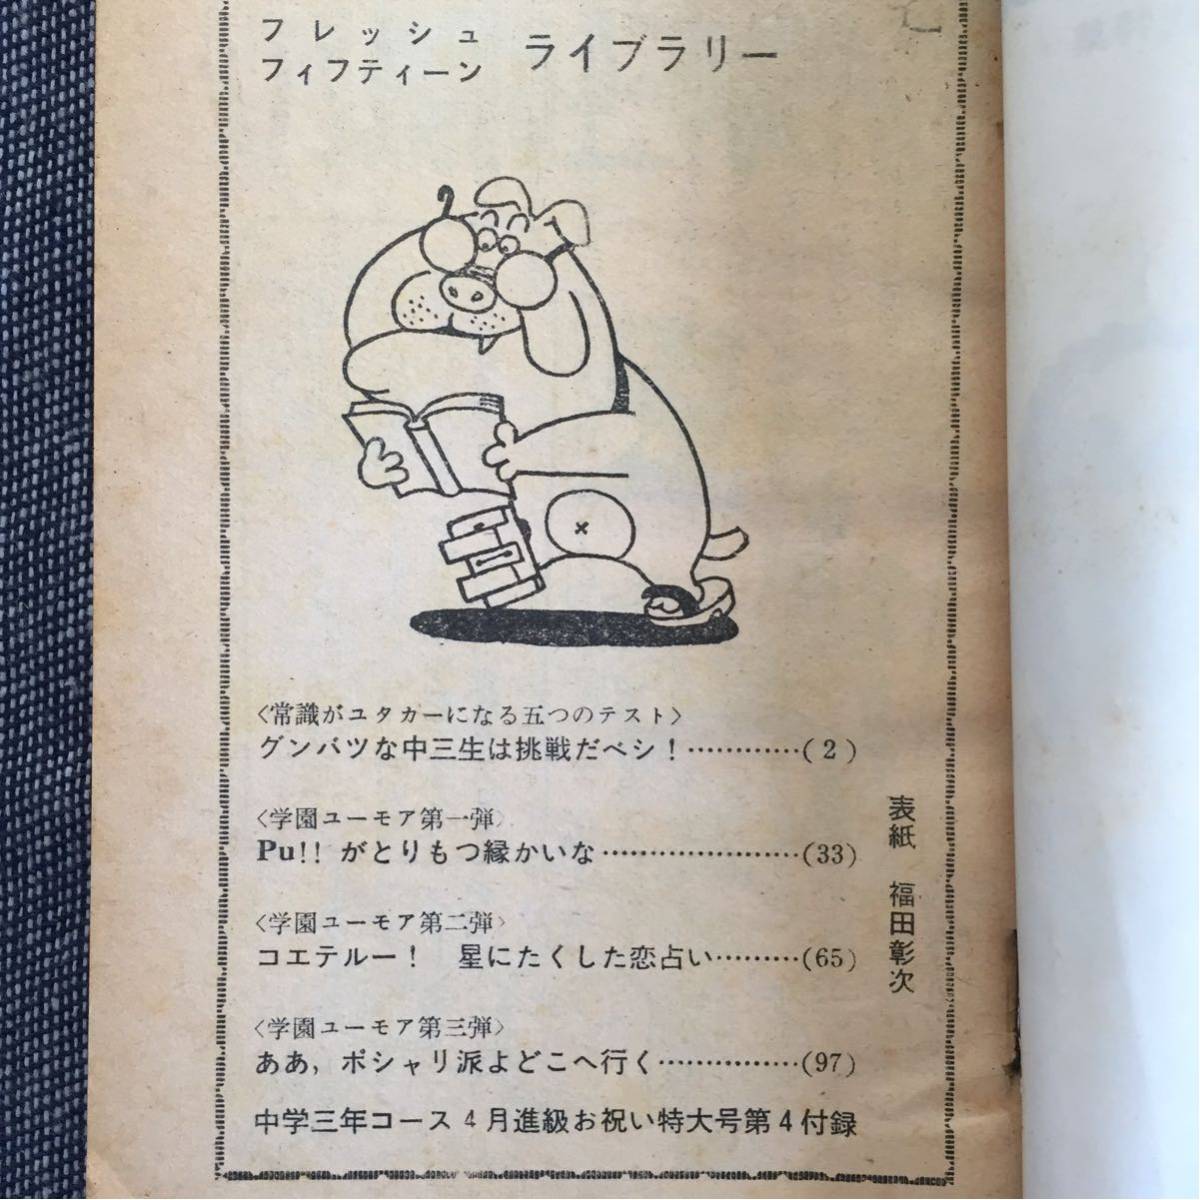 フレッシュ
フィフティーン
ライブラリー
〈常識がユタカーになる五つのテスト〉
グンバツな中三生は挑戦だベシ！…………(2)
〈学園ユーモア第一弾〉
Pu!! がとりもつ縁かいな……………………(33)
〈学園ユーモア第二弾〉
コエテルー！　星にたくした恋占い………(65)
〈学園ユーモア第三弾〉
ああ，ポシャリ派よどこへ行く……………(97)
中学三年コース4月進級お祝い特大号第4付録
表紙　福田彰次